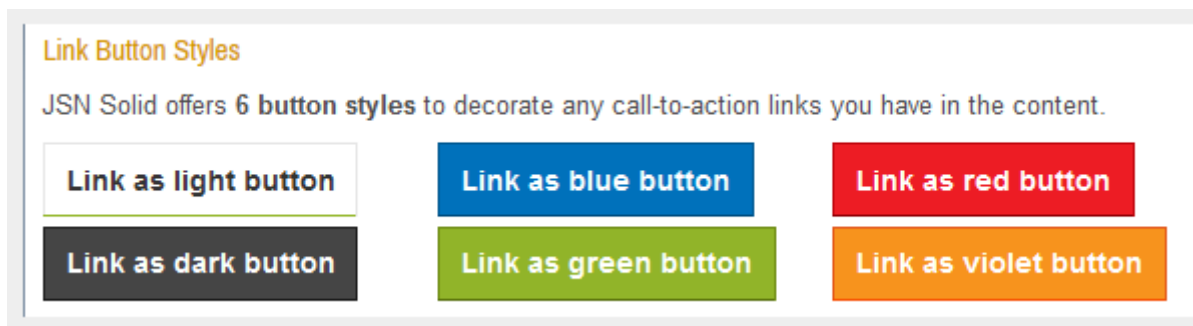 Link Button Styles
JSN Solid offers 6 button styles to decorate any call-to-action links you have in the content.
Link as light button
Link as blue button
Link as red button
Link as dark button
Link as green button
Link as violet button